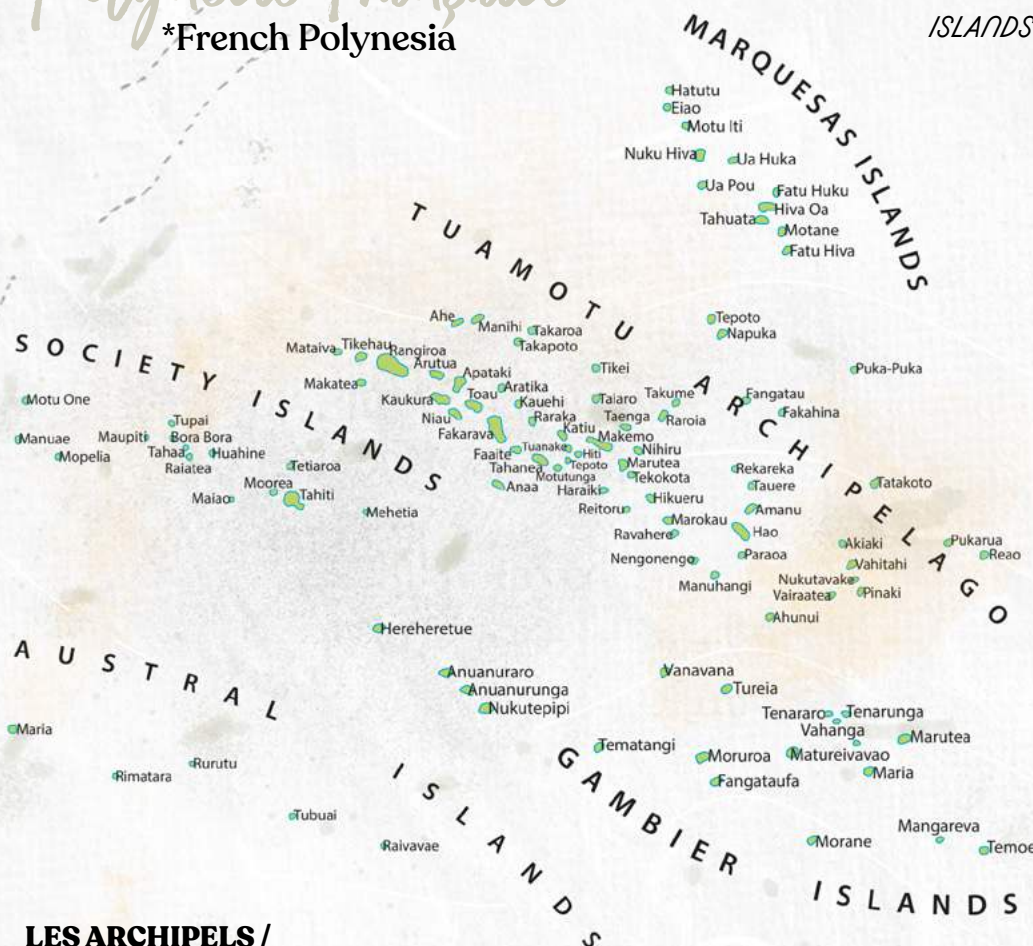 *French Polynesia
ISLANDS
MARQUESAS ISLANDS
Hatutu
Eiao
Motu Iti
Nuku Hiva
Ua Huka
Ua Pou
Fatu Huku
Hiva Oa
Tahuata
Motane
Fatu Hiva
TUAMOTU ARCHIPELAGO
Ahe
Manihi
Takaroa
Takapoto
Tepoto
Napuka
Mataiva
Tikehau
Rangiroa
Arutua
Apataki
Tikei
Puka-Puka
Makatea
Kaukura
Toau
Aratika
Kauehi
Taiaro
Takume
Fangatau
Fakahina
Niau
Fakarava
Raraka
Katiu
Taenga
Raroia
Makemo
Faaite
Tuanake
Hiti
Nihiru
Tahanea
Tepoto
Marutea
Motutunga
Tekokota
Rekareka
Tauere
Tatakoto
Anaa
Haraiki
Hikueru
Reitoru
Amanu
Marokau
Hao
Ravahere
Akiaki
Pukarua
Reao
Nengonengo
Paraoa
Vahitahi
Manuhangi
Nukutavake
Vairaatea
Pinaki
Ahunui
SOCIETY ISLANDS
Motu One
Tupai
Manuae
Maupiti
Bora Bora
Mopelia
Tahaa
Huahine
Raiatea
Tetiaroa
Moorea
Maiao
Tahiti
Mehetia
Hereheretue
Anuanuraro
Anuanurunga
Nukutepipi
Vanavana
Tureia
Tenararo
Tenarunga
Vahanga
Marutea
Tematangi
Moruroa
Matureivavao
Fangataufa
Maria
AUSTRAL ISLANDS
Maria
Rimatara
Rurutu
Tubuai
Raivavae
GAMBIER ISLANDS
Morane
Mangareva
Temoe
LES ARCHIPELS /